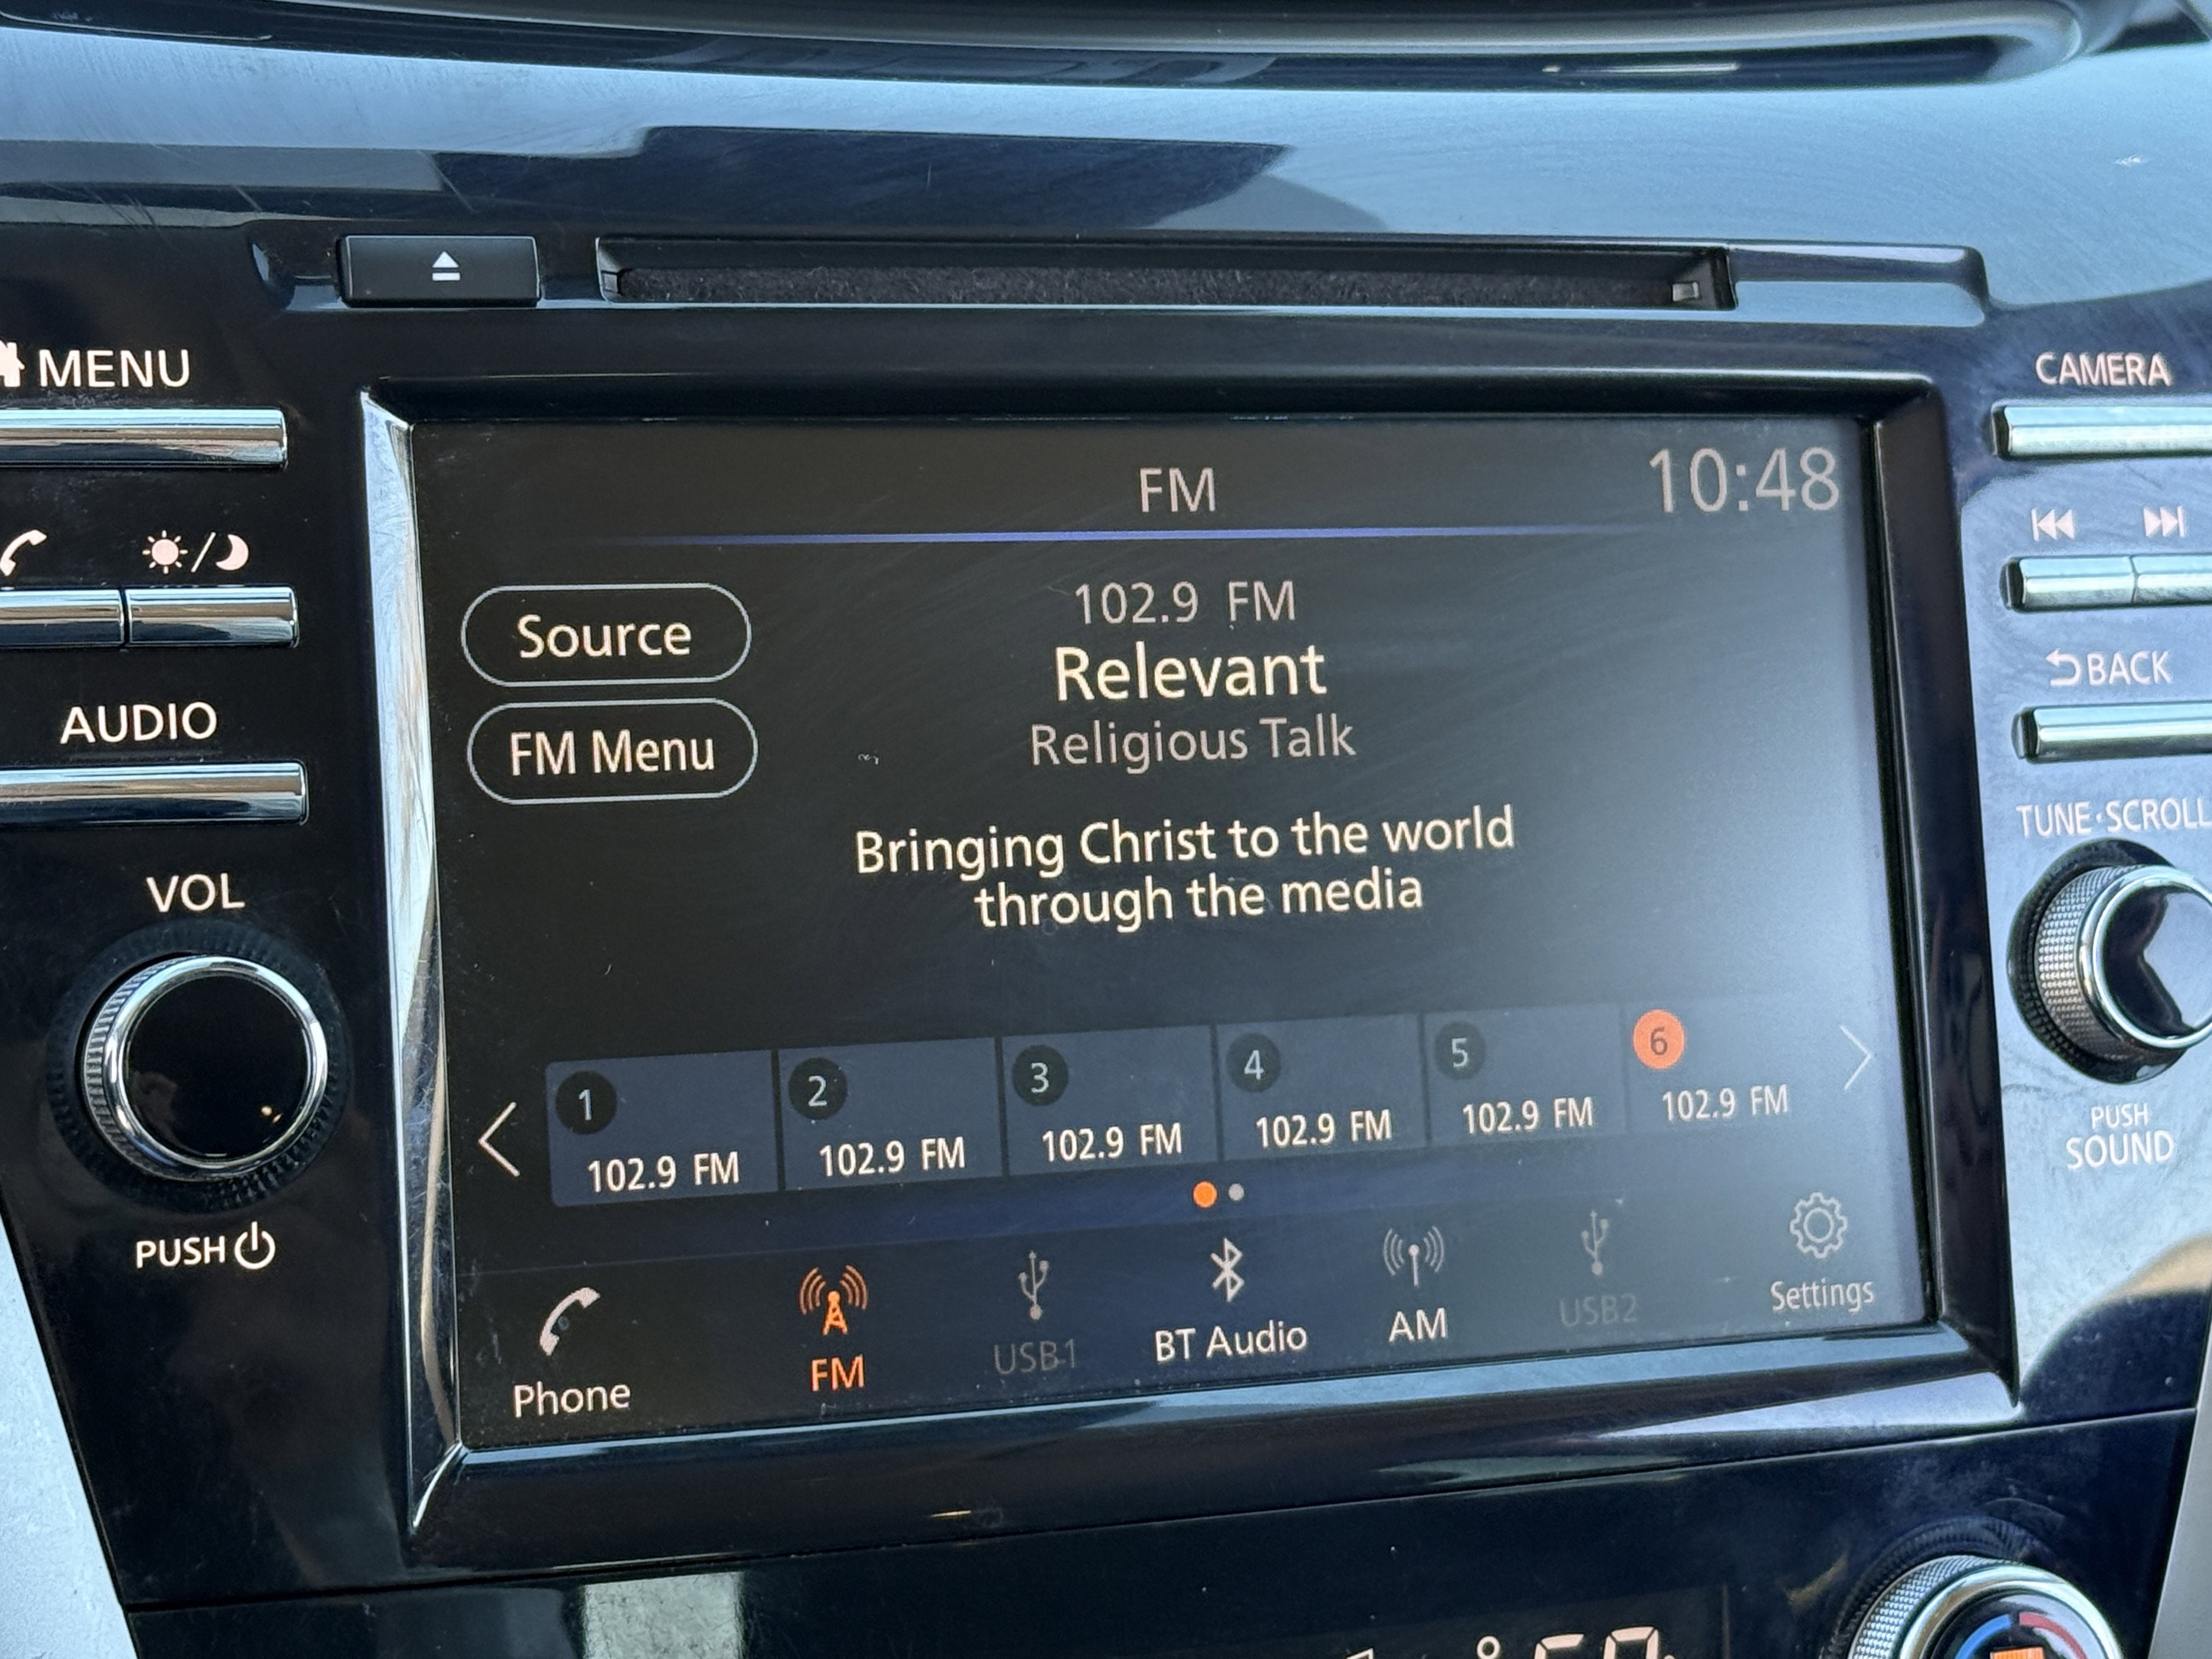 MENU
CAMERA
FM
10:48
102.9 FM
Source
Relevant
BACK
FM Menu
Religious Talk
AUDIO
TUNE·SCROLL
Bringing Christ to the world
through the media
VOL
1
2
3
4
5
6
102.9 FM
102.9 FM
102.9 FM
102.9 FM
102.9 FM
102.9 FM
PUSH
SOUND
PUSH
Phone
FM
USB1
BT Audio
AM
USB2
Settings